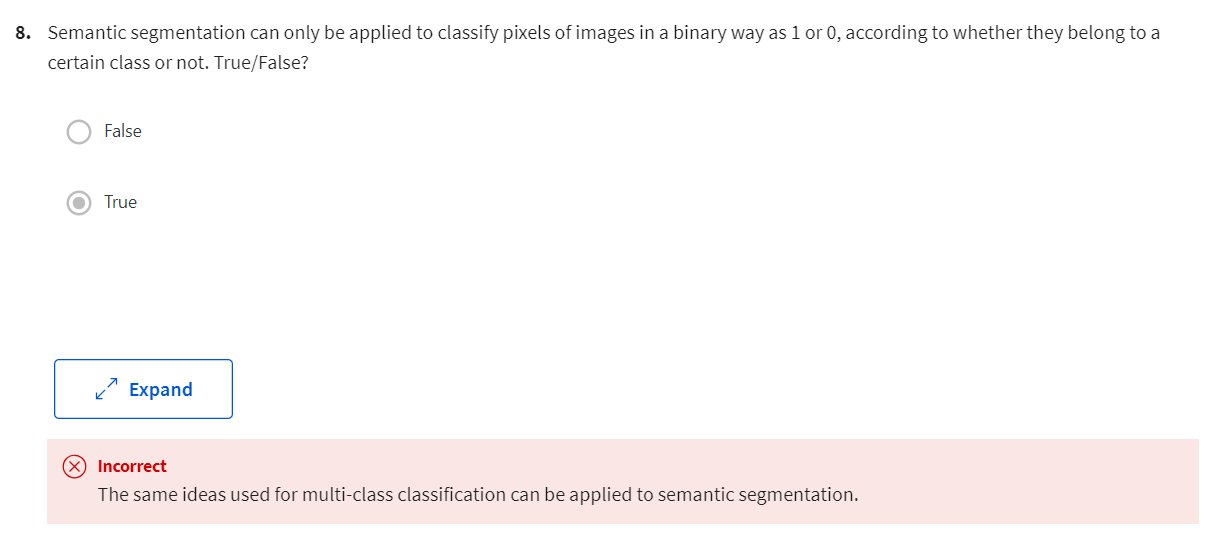 8. Semantic segmentation can only be applied to classify pixels of images in a binary way as 1 or 0, according to whether they belong to a
certain class or not. True/False?
False
True
Expand
Incorrect
The same ideas used for multi-class classification can be applied to semantic segmentation.